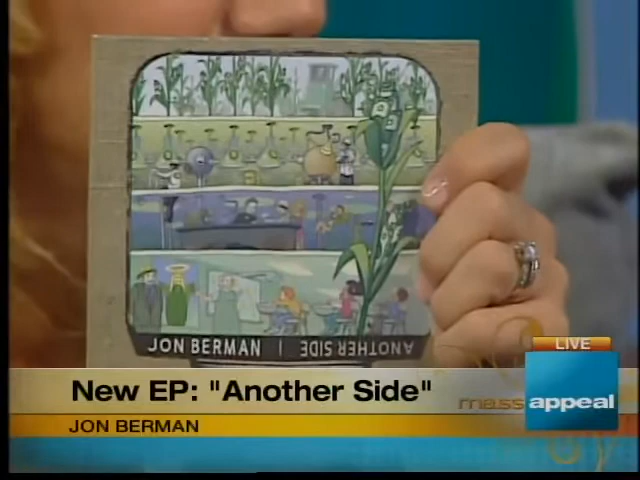 JON BERMAN | ANOTHER SIDE
LIVE
New EP: "Another Side"
mass appeal
JON BERMAN